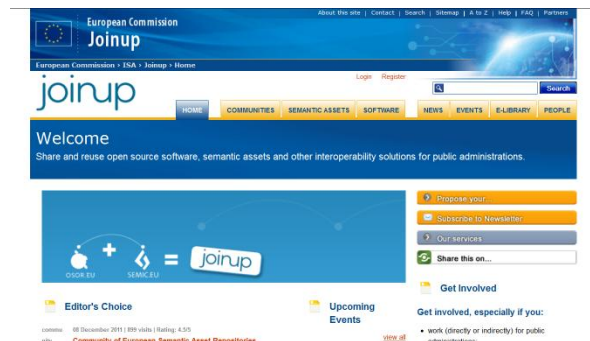 About this site | Contact | Search | Sitemap | A to Z | Help | FAQ | Partners
European Commission
Joinup
European Commission > ISA > Joinup > Home
Login Register
joinup
Search
HOME COMMUNITIES SEMANTIC ASSETS SOFTWARE NEWS EVENTS E-LIBRARY PEOPLE
Welcome
Share and reuse open source software, semantic assets and other interoperability solutions for public administrations.
Propose your...
Subscribe to Newsletter
Our services
Share this on...
OSOR.EU + SEMIC.EU = joinup
Get Involved
Editor's Choice
Upcoming
Events
Get involved, especially if you:
08 December 2011 | 899 visits | Rating: 4.5/5
Community of European Semantic Asset Repositories
view all
• work (directly or indirectly) for public